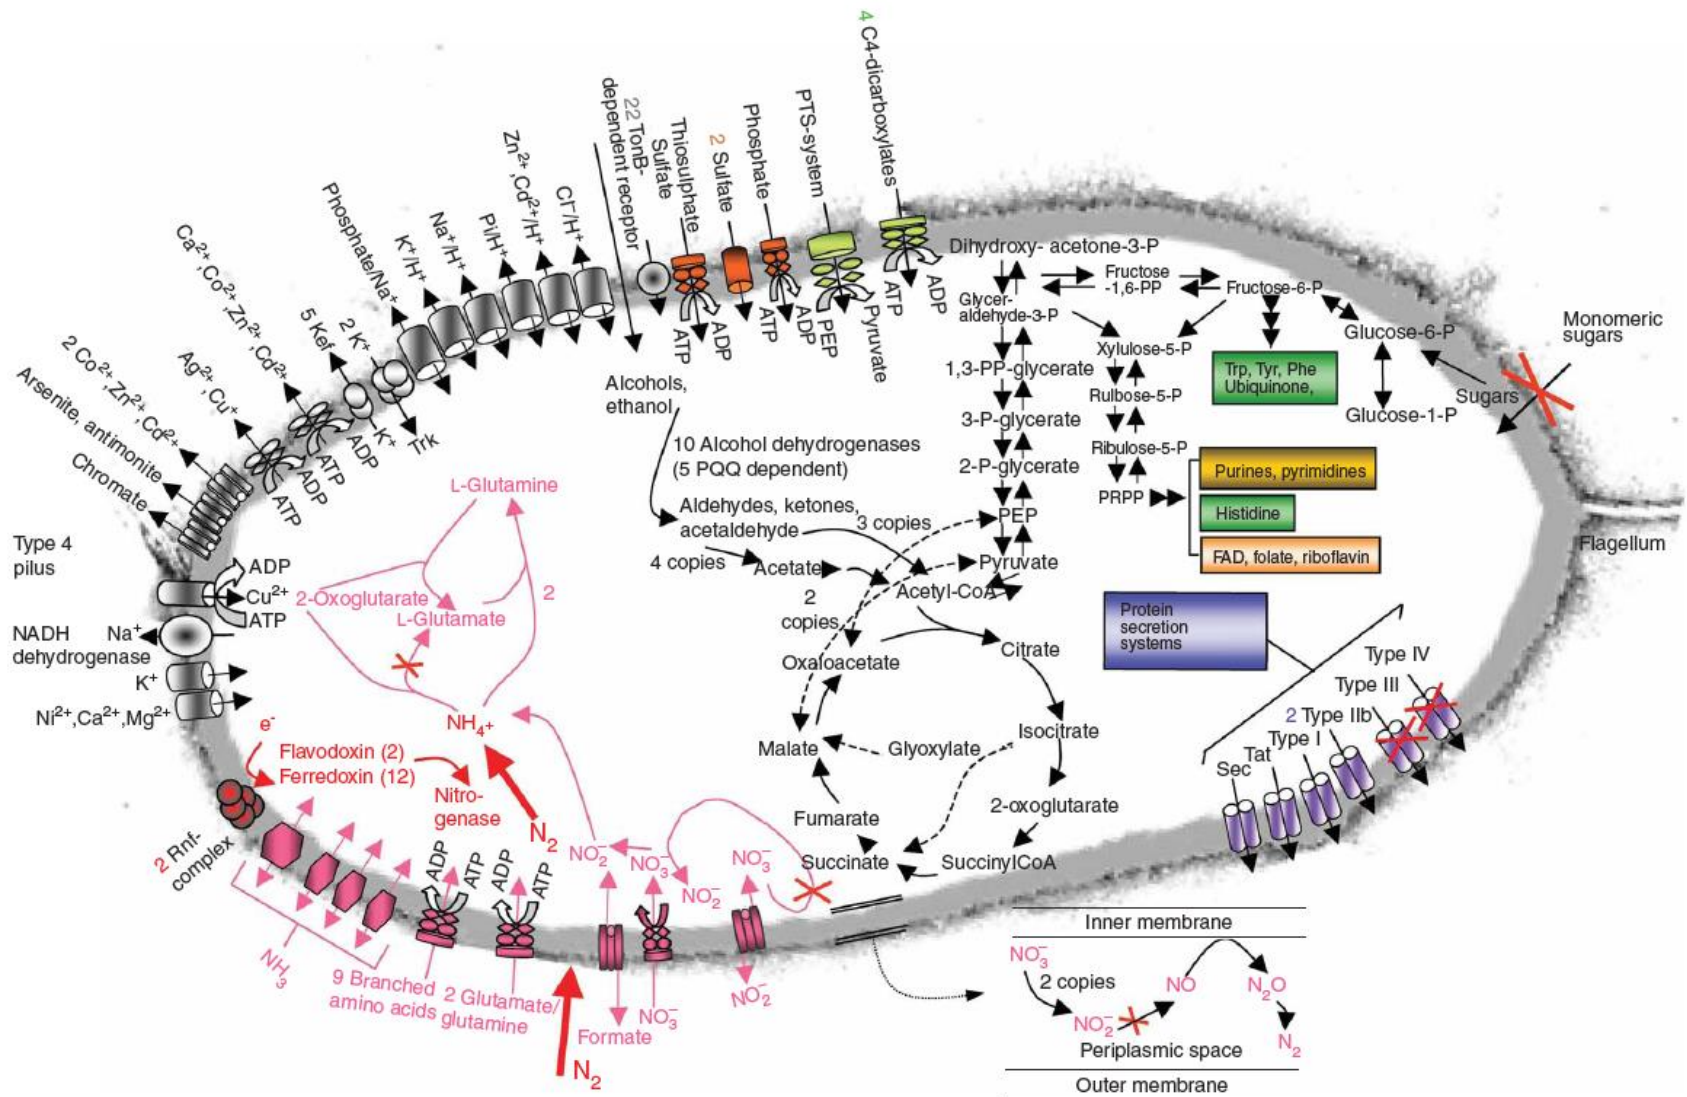 4 C4-dicarboxylates
PTS-system
Phosphate
2 Sulfate
Thiosulphate
Sulfate
22 TonB-
dependent receptor
Cl⁻/H⁺
Zn²⁺,Cd²⁺/H⁺
Pi/H⁺
Na⁺/H⁺
K⁺/H⁺
Phosphate/Na⁺
2 K⁺
5 Kef
Ca²⁺,Co²⁺,Zn²⁺,Cd²⁺
Ag²⁺,Cu⁺
2 Co²⁺,Zn²⁺,Cd²⁺
Arsenite, antimonite
Chromate
Trk
K⁺
ADP
ATP
ADP
ATP
ATP
ADP
ATP
ADP
PEP
Pyruvate
ATP
ADP
Type 4
pilus
ADP
Cu²⁺
ATP
NADH
dehydrogenase
Na⁺
K⁺
Ni²⁺,Ca²⁺,Mg²⁺
Dihydroxy- acetone-3-P
Fructose
-1,6-PP
Fructose-6-P
Glycer-
aldehyde-3-P
Glucose-6-P
Monomeric
sugars
Xylulose-5-P
1,3-PP-glycerate
Trp, Tyr, Phe
Ubiquinone,
Rulbose-5-P
Sugars
Glucose-1-P
3-P-glycerate
Ribulose-5-P
2-P-glycerate
PRPP
Purines, pyrimidines
Histidine
FAD, folate, riboflavin
PEP
Pyruvate
Flagellum
Alcohols,
ethanol
10 Alcohol dehydrogenases
(5 PQQ dependent)
Aldehydes, ketones,
acetaldehyde
3 copies
4 copies
Acetate
Acetyl-CoA
2
copies
Oxaloacetate
Citrate
Malate
Glyoxylate
Isocitrate
Fumarate
2-oxoglutarate
Succinate
SuccinylCoA
Protein
secretion
systems
Type IV
Type III
2 Type IIb
Type I
Tat
Sec
L-Glutamine
2-Oxoglutarate
2
L-Glutamate
NH₄⁺
e⁻
Flavodoxin (2)
Ferredoxin (12)
Nitro-
genase
N₂
2 Rnf-
complex
NH₃
9 Branched
amino acids
2 Glutamate/
glutamine
ADP
ATP
ADP
ATP
NO₂⁻
NO₃⁻
NO₂⁻
NO₃⁻
NO₂⁻
NO₃⁻
Formate
N₂
Inner membrane
NO₃⁻
2 copies
NO
N₂O
NO₂⁻
N₂
Periplasmic space
Outer membrane